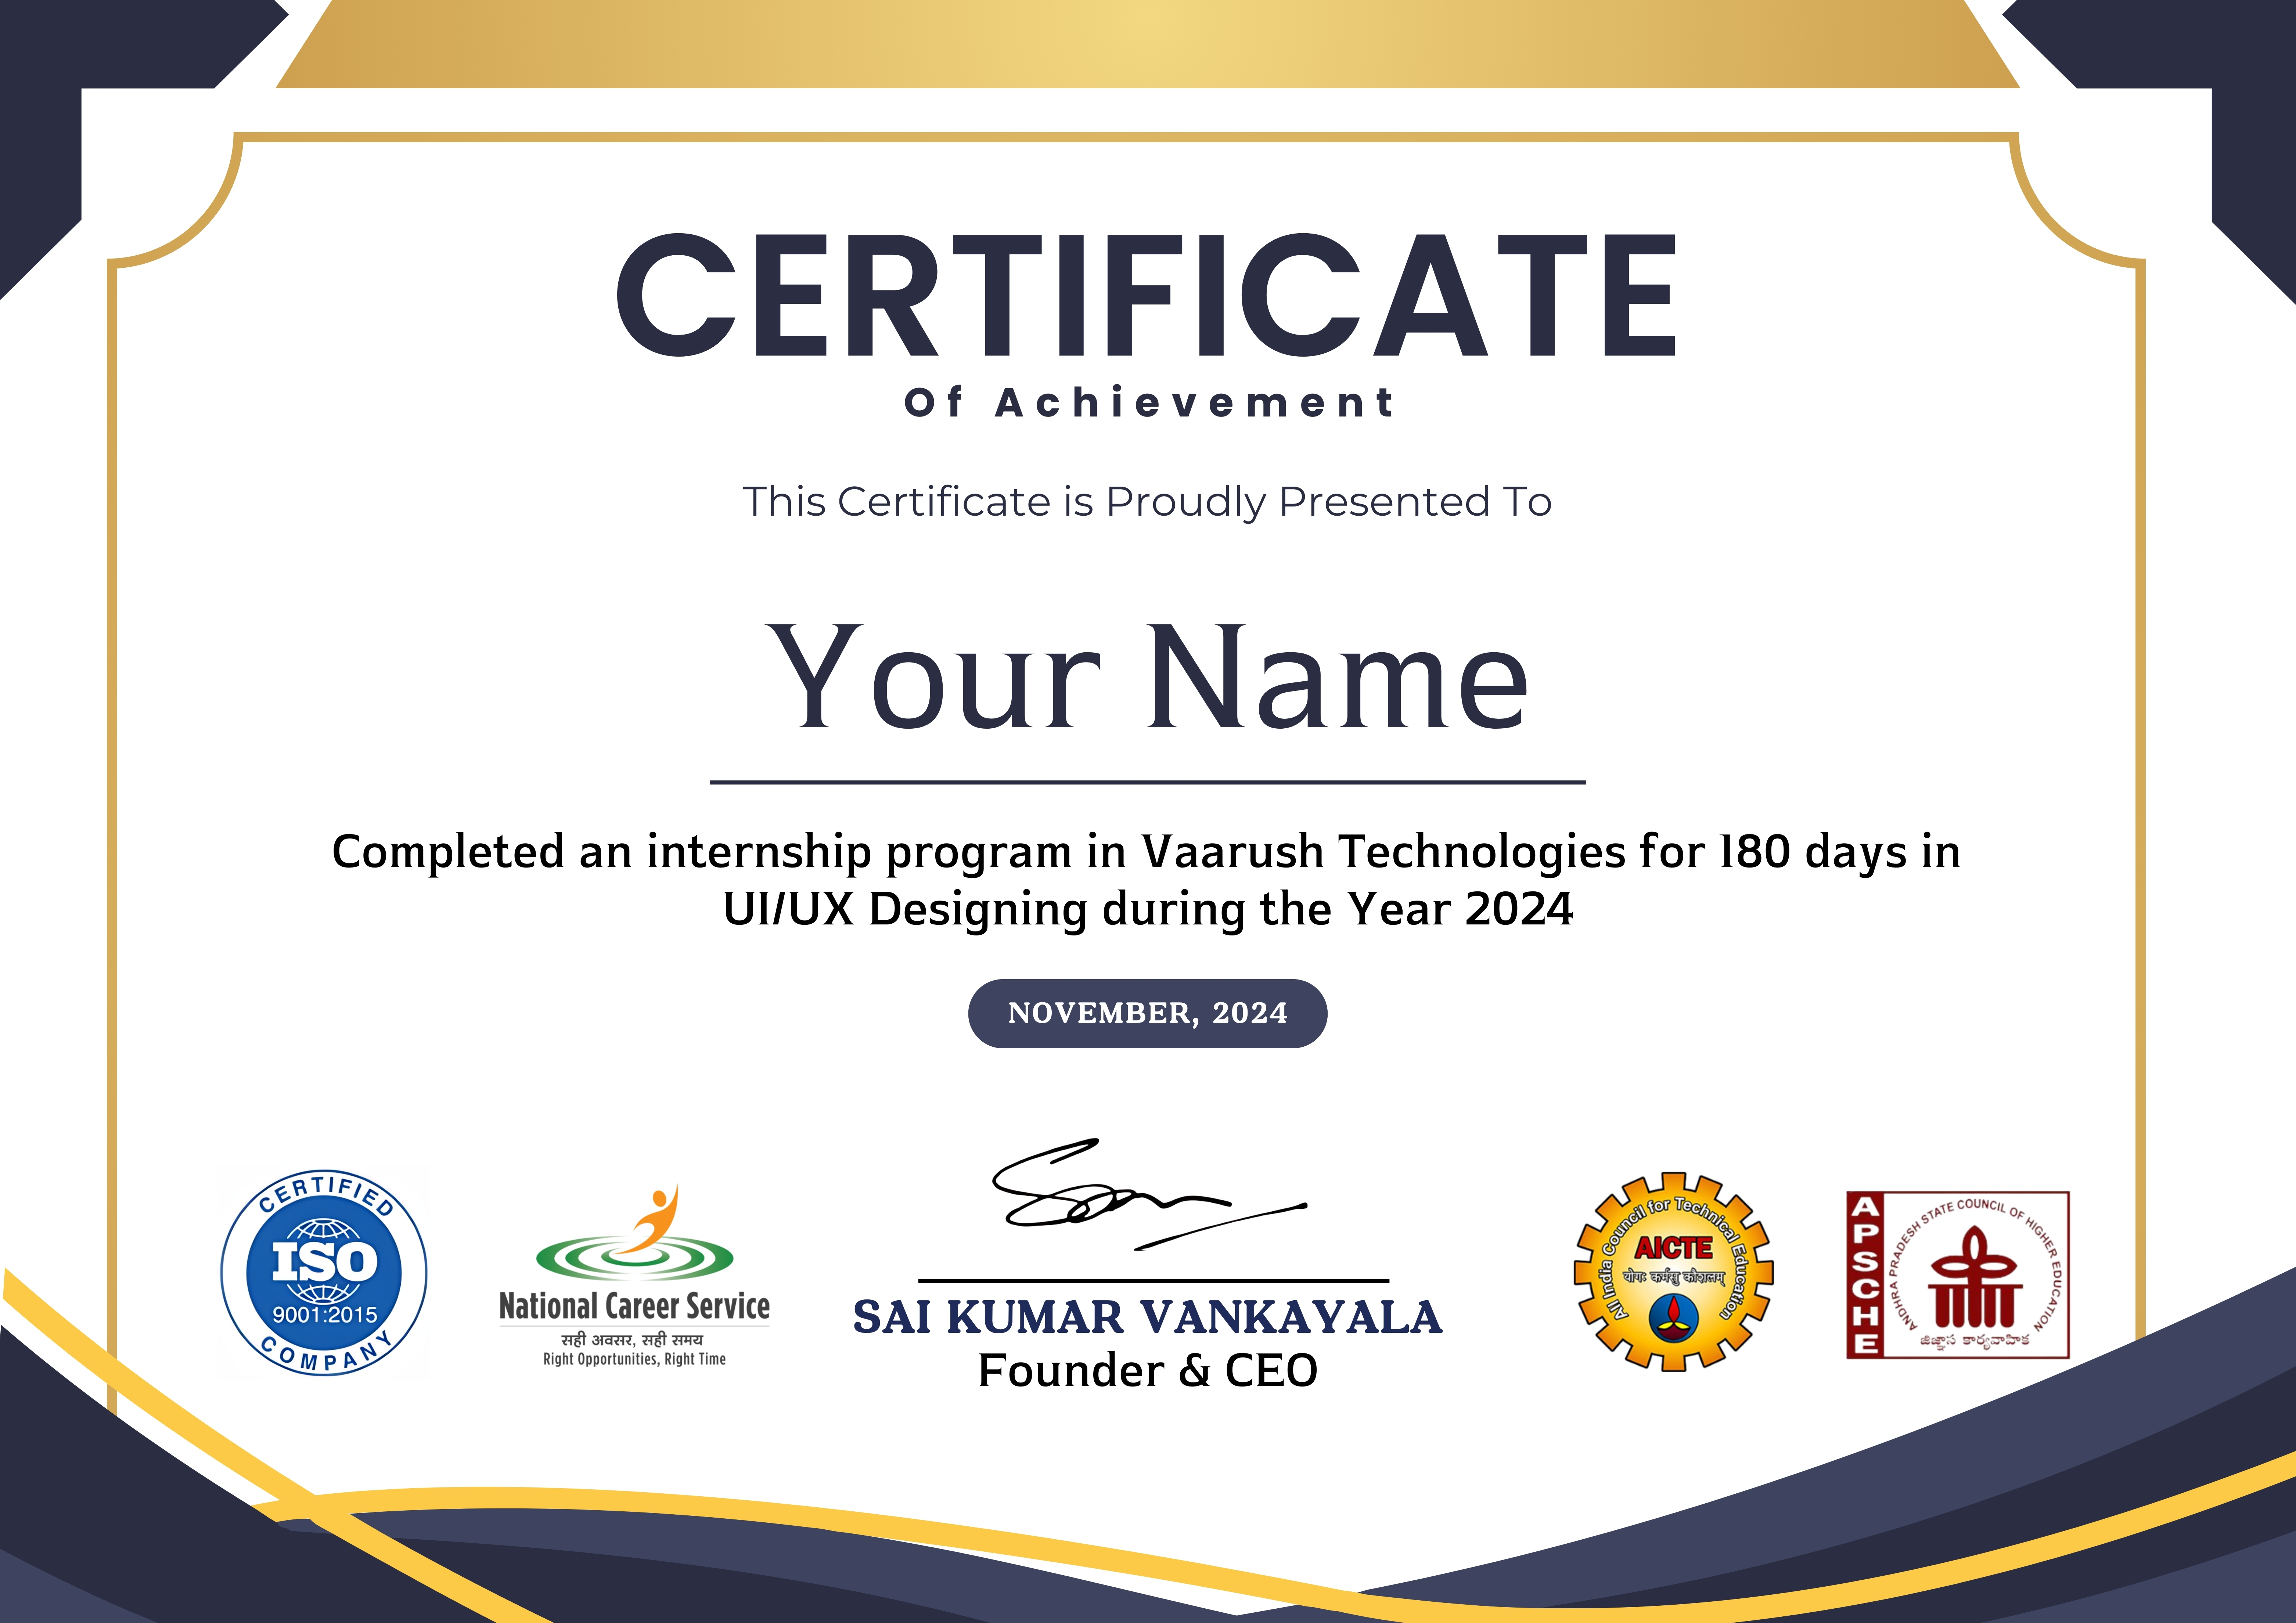 CERTIFICATE
Of Achievement
This Certificate is Proudly Presented To
Your Name
Completed an internship program in Vaarush Technologies for 180 days in
UI/UX Designing during the Year 2024
NOVEMBER, 2024
CERTIFIED
ISO
9001:2015
COMPANY
National Career Service
सही अवसर, सही समय
Right Opportunities, Right Time
SAI KUMAR VANKAYALA
Founder & CEO
All India Council for Technical Education
AICTE
योगः कर्मसु कौशलम्
APSCHE
ANDHRA PRADESH STATE COUNCIL OF HIGHER EDUCATION
జిజ్ఞాస కార్యవాహిక